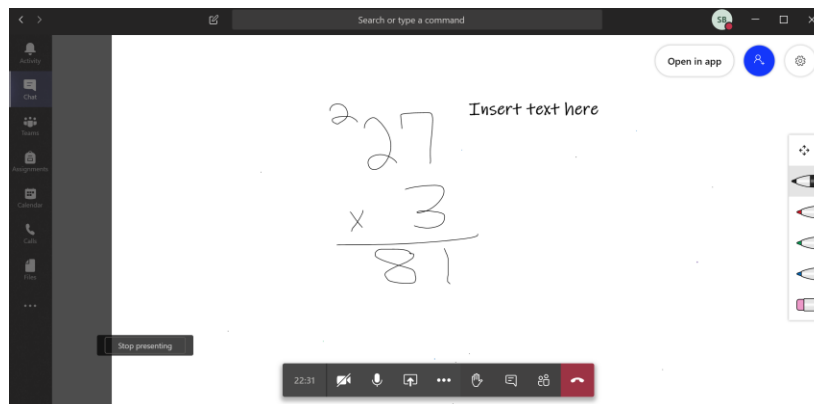 Search or type a command
SB
Activity
Chat
Teams
Assignments
Calendar
Calls
Files
Open in app
Insert text here
2
27
x 3
81
Stop presenting
22:31